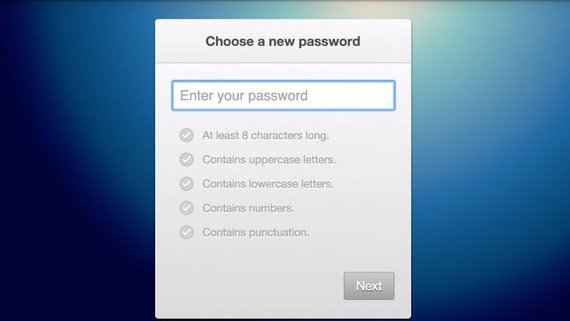 Choose a new password
Enter your password
At least 8 characters long.
Contains uppercase letters.
Contains lowercase letters.
Contains numbers.
Contains punctuation.
Next